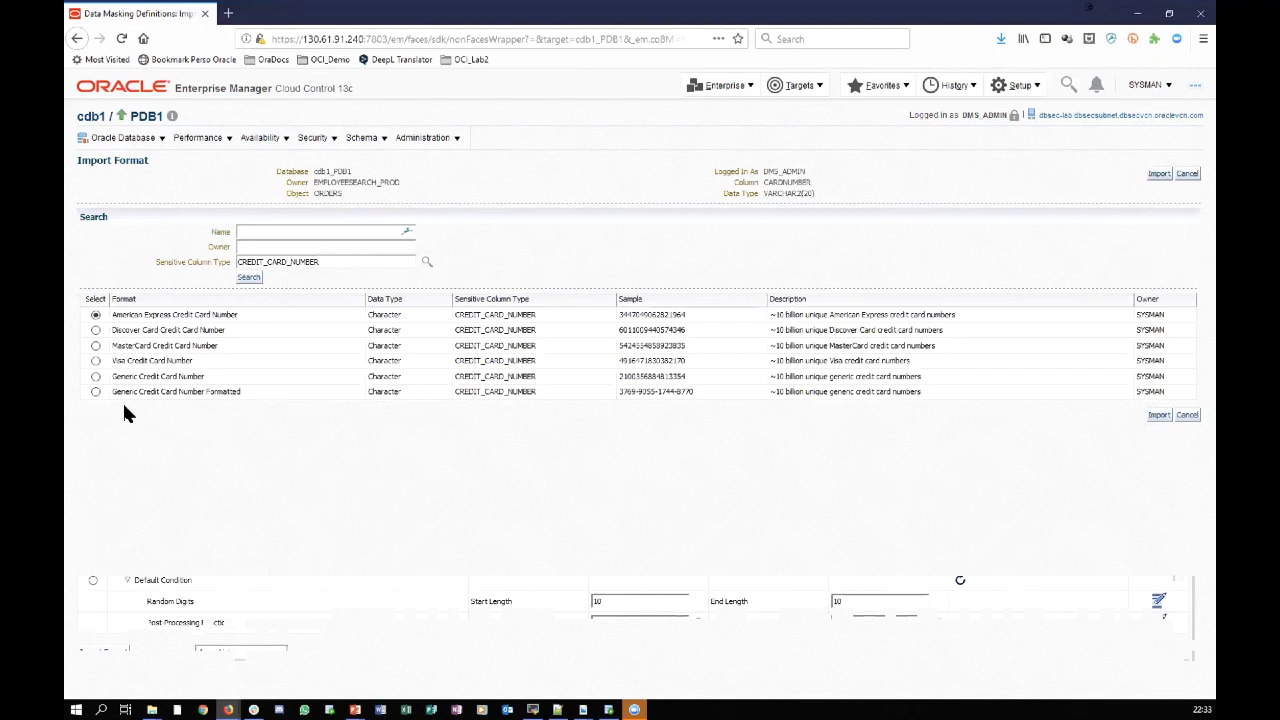 Data Masking Definitions: Imp
https://130.61.91.240:7803/em/faces/sdk/nonFacesWrapper?=&target=cdb1_PDB1&_em.coBM=
Search
Most Visited Bookmark Perso Oracle OraDocs OCI_Demo DeepL Translator OCI_Lab2
ORACLE Enterprise Manager Cloud Control 13c Enterprise Targets Favorites History Setup SYSMAN
cdb1 / PDB1 Logged in as DMS_ADMIN dbsec-lab.dbsecsubnet.dbsecvcn.oraclevcn.com
Oracle Database Performance Availability Security Schema Administration
Import Format
Database cdb1_PDB1 Logged In As DMS_ADMIN Import Cancel
Owner EMPLOYEESEARCH_PROD Column CARDNUMBER
Object ORDERS Data Type VARCHAR2(20)
Search
Name
Owner
Sensitive Column Type CREDIT_CARD_NUMBER
Search
Select Format Data Type Sensitive Column Type Sample Description Owner
American Express Credit Card Number Character CREDIT_CARD_NUMBER 344704906282​1964 ~10 billion unique American Express credit card numbers SYSMAN
Discover Card Credit Card Number Character CREDIT_CARD_NUMBER 6011009440574346 ~10 billion unique Discover Card credit card numbers SYSMAN
MasterCard Credit Card Number Character CREDIT_CARD_NUMBER 5424554858923835 ~10 billion unique MasterCard credit card numbers SYSMAN
Visa Credit Card Number Character CREDIT_CARD_NUMBER 4916471830382170 ~10 billion unique Visa credit card numbers SYSMAN
Generic Credit Card Number Character CREDIT_CARD_NUMBER 2100356884813354 ~10 billion unique generic credit card numbers SYSMAN
Generic Credit Card Number Formatted Character CREDIT_CARD_NUMBER 3769-9055-1744-8770 ~10 billion unique generic credit card numbers SYSMAN
Import Cancel
Default Condition
Random Digits Start Length 10 End Length 10
Post-Processing
22:33